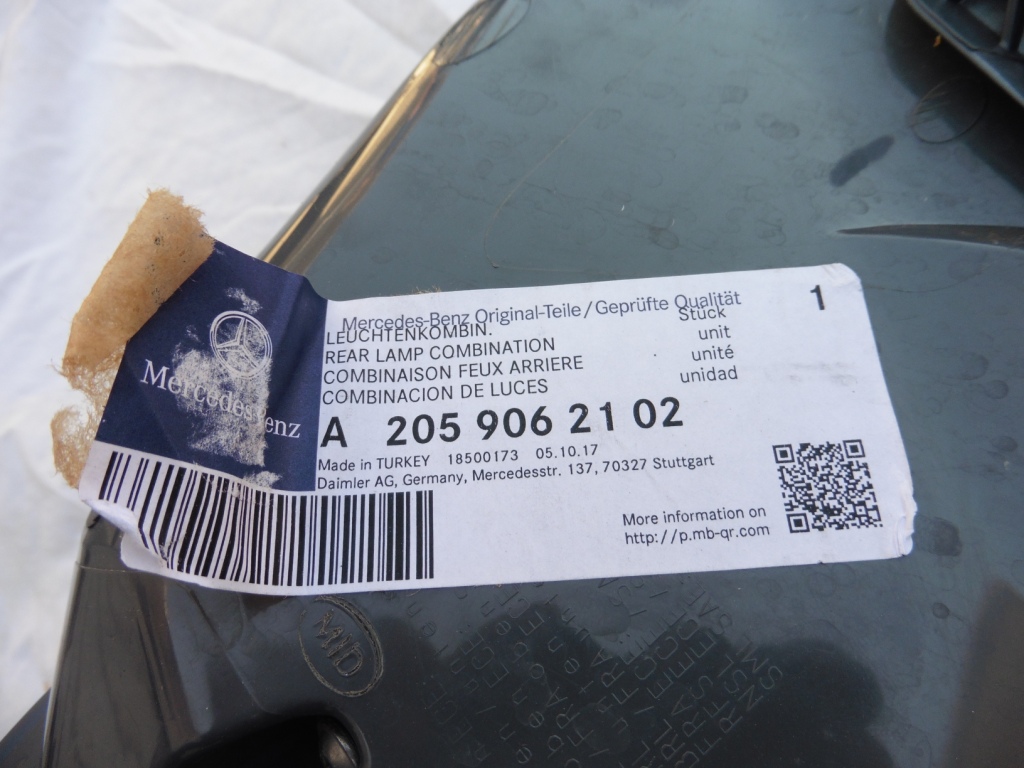 Mercedes-Benz
Mercedes-Benz Original-Teile/Geprüfte Qualität
LEUCHTENKOMBIN. Stück 1
REAR LAMP COMBINATION unit
COMBINAISON FEUX ARRIERE unité
COMBINACION DE LUCES unidad
A 205 906 21 02
Made in TURKEY 18500173 05.10.17
Daimler AG, Germany, Mercedesstr. 137, 70327 Stuttgart
More information on
http://p.mb-qr.com
MID